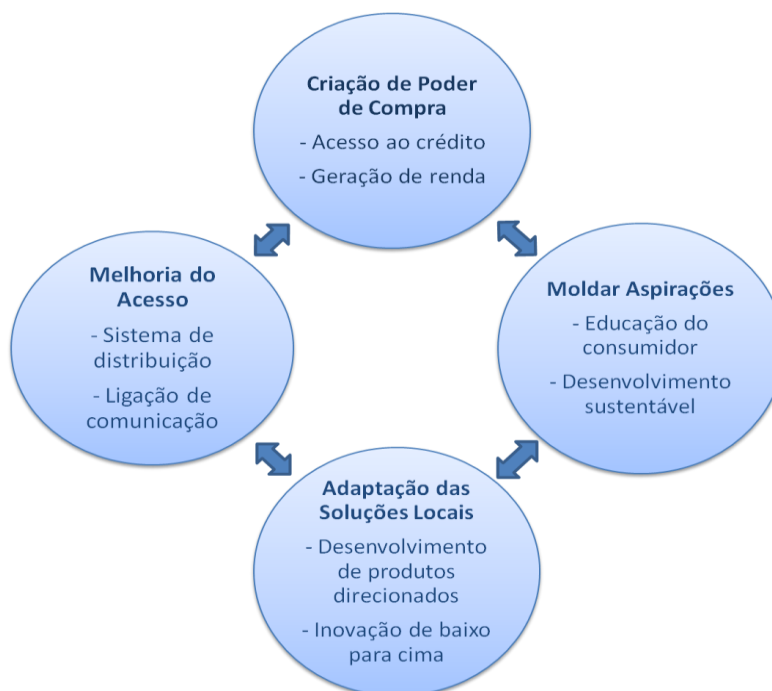 Criação de Poder
de Compra
- Acesso ao crédito
- Geração de renda
Melhoria do
Acesso
- Sistema de
distribuição
- Ligação de
comunicação
Moldar Aspirações
- Educação do
consumidor
- Desenvolvimento
sustentável
Adaptação das
Soluções Locais
- Desenvolvimento
de produtos
direcionados
- Inovação de baixo
para cima